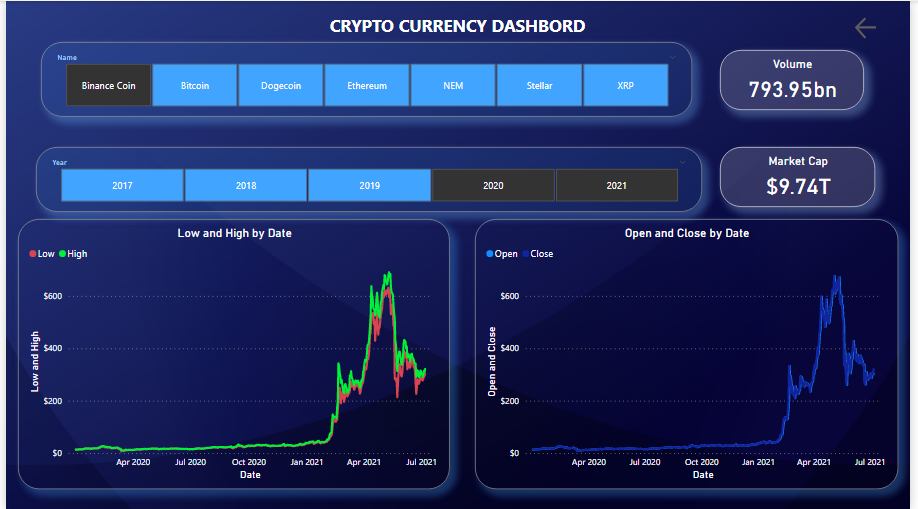 CRYPTO CURRENCY DASHBORD
Name
Binance Coin
Bitcoin
Dogecoin
Ethereum
NEM
Stellar
XRP
Volume
793.95bn
Year
2017
2018
2019
2020
2021
Market Cap
$9.74T
Low and High by Date
Low High
Low and High
$600
$400
$200
$0
Apr 2020 Jul 2020 Oct 2020 Jan 2021 Apr 2021 Jul 2021
Date
Open and Close by Date
Open Close
Open and Close
$600
$400
$200
$0
Apr 2020 Jul 2020 Oct 2020 Jan 2021 Apr 2021 Jul 2021
Date